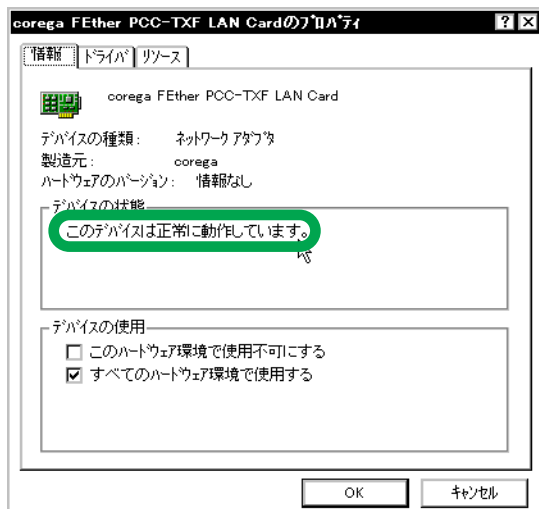 corega FEther PCC-TXF LAN Cardのﾌﾟﾛﾊﾟﾃｨ
情報 ﾄﾞﾗｲﾊﾞ ﾘｿｰｽ
corega FEther PCC-TXF LAN Card
ﾃﾞﾊﾞｲｽの種類： ﾈｯﾄﾜｰｸ ｱﾀﾞﾌﾟﾀ
製造元： corega
ﾊｰﾄﾞｳｪｱのﾊﾞｰｼﾞｮﾝ： 情報なし
ﾃﾞﾊﾞｲｽの状態
このﾃﾞﾊﾞｲｽは正常に動作しています。
ﾃﾞﾊﾞｲｽの使用
このﾊｰﾄﾞｳｪｱ環境で使用不可にする
すべてのﾊｰﾄﾞｳｪｱ環境で使用する
OK ｷｬﾝｾﾙ